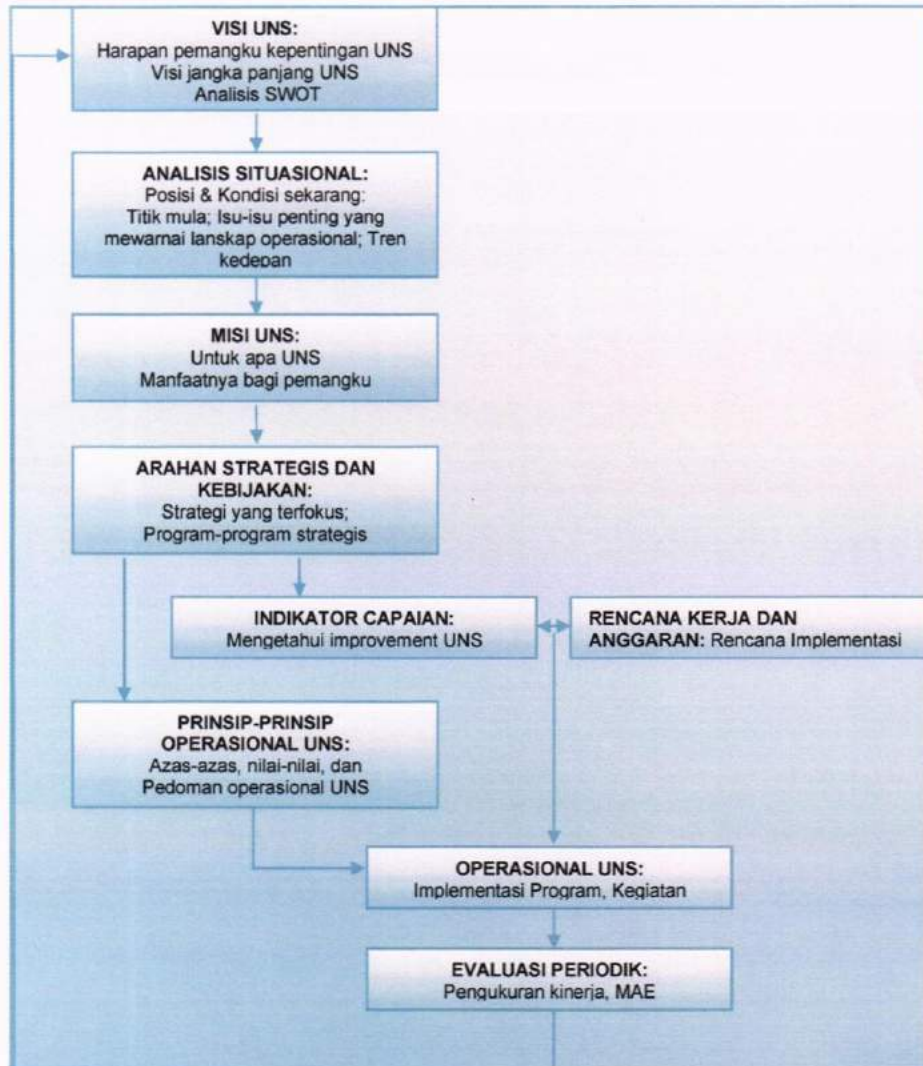 VISI UNS:
Harapan pemangku kepentingan UNS
Visi jangka panjang UNS
Analisis SWOT
ANALISIS SITUASIONAL:
Posisi & Kondisi sekarang:
Titik mula; Isu-isu penting yang
mewarnai lanskap operasional; Tren
kedepan
MISI UNS:
Untuk apa UNS
Manfaatnya bagi pemangku
ARAHAN STRATEGIS DAN
KEBIJAKAN:
Strategi yang terfokus;
Program-program strategis
INDIKATOR CAPAIAN:
Mengetahui improvement UNS
RENCANA KERJA DAN
ANGGARAN: Rencana Implementasi
PRINSIP-PRINSIP
OPERASIONAL UNS:
Azas-azas, nilai-nilai, dan
Pedoman operasional UNS
OPERASIONAL UNS:
Implementasi Program, Kegiatan
EVALUASI PERIODIK:
Pengukuran kinerja, MAE